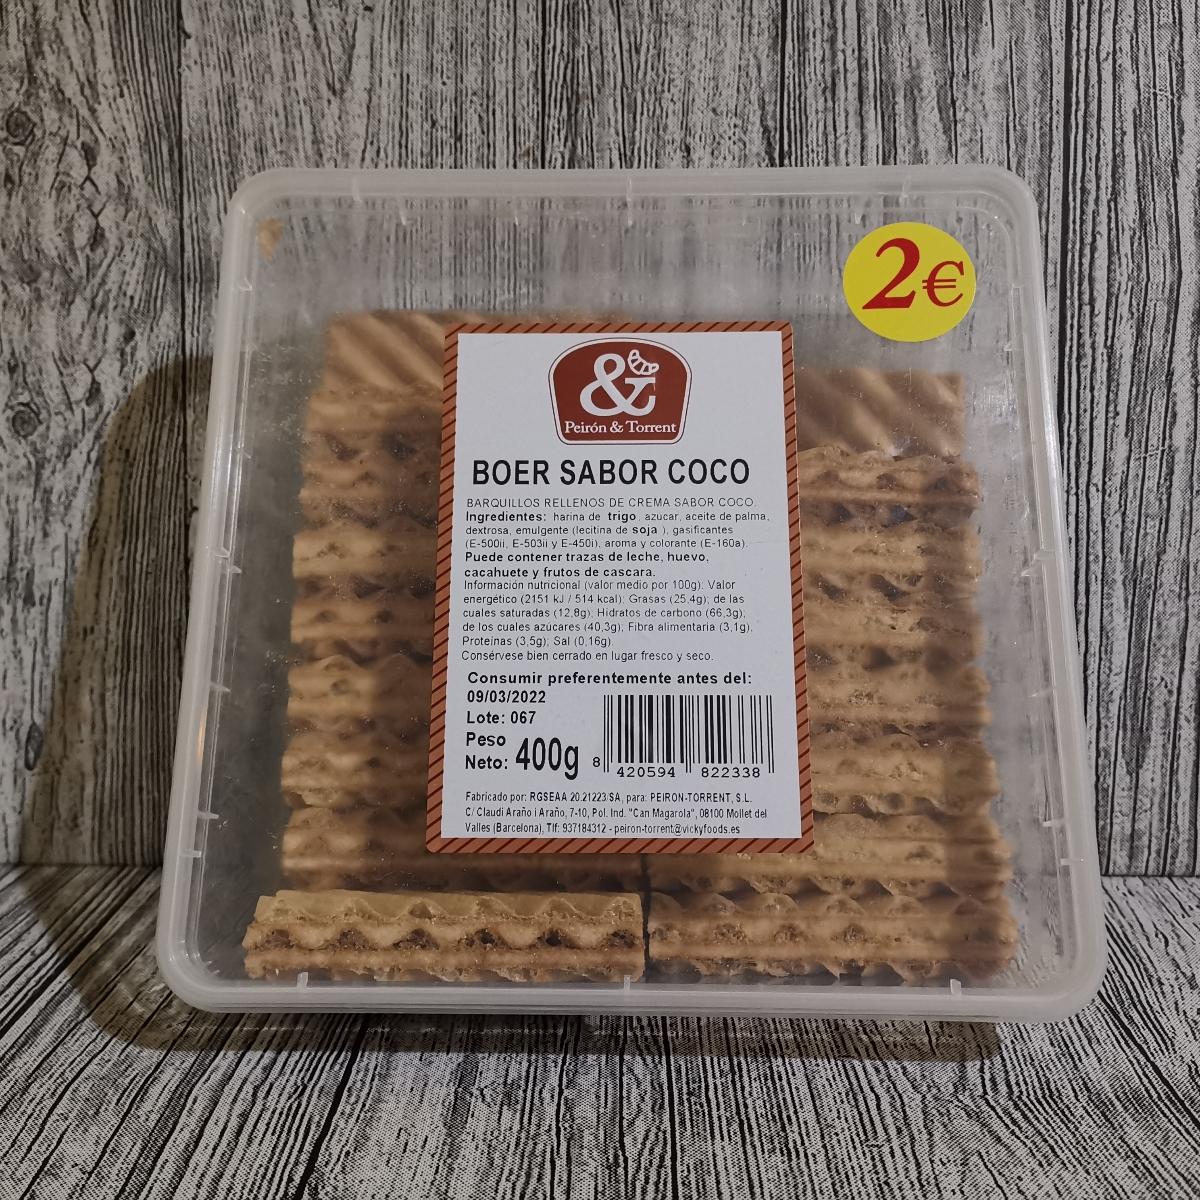 2€
&
Peirón & Torrent
BOER SABOR COCO
BARQUILLOS RELLENOS DE CREMA SABOR COCO.
Ingredientes: harina de trigo, azucar, aceite de palma,
dextrosa, emulgente (lecitina de soja ), gasificantes
(E-500ii, E-503ii y E-450i), aroma y colorante (E-160a).
Puede contener trazas de leche, huevo,
cacahuete y frutos de cascara.
Información nutricional (valor medio por 100g): Valor
energético (2151 kJ / 514 kcal); Grasas (25,4g); de las
cuales saturadas (12,8g); Hidratos de carbono (66,3g);
de los cuales azúcares (40,3g); Fibra alimentaria (3,1g),
Proteínas (3,5g); Sal (0,16g).
Consérvese bien cerrado en lugar fresco y seco.
Consumir preferentemente antes del:
09/03/2022
Lote: 067
Peso
Neto: 400g
8 420594 822338
Fabricado por: RGSEAA 20.21223/SA, para: PEIRON-TORRENT, S.L.
C/ Claudi Araño i Araño, 7-10, Pol. Ind. "Can Magarola", 08100 Mollet del
Valles (Barcelona), Tlf: 937184312 - peiron-torrent@vickyfoods.es